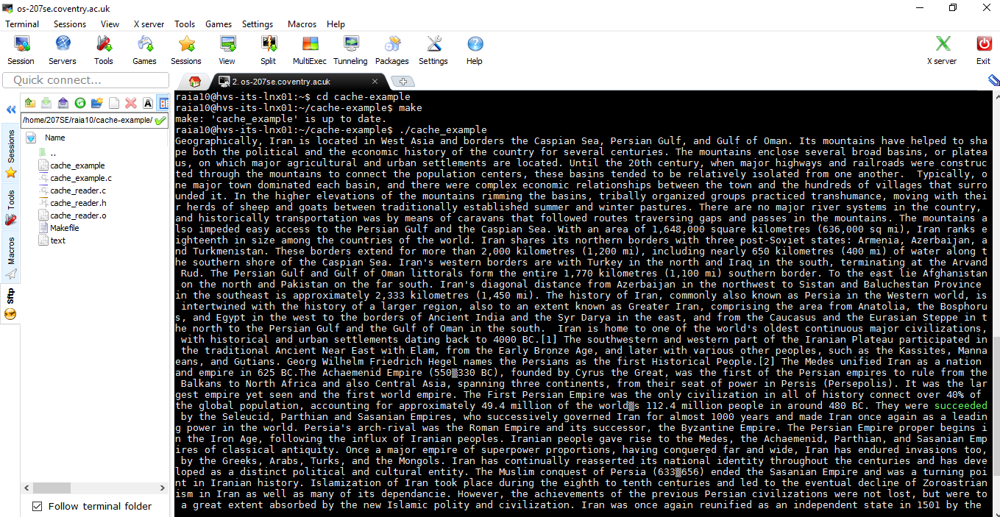 os-207se.coventry.ac.uk
Terminal Sessions View X server Tools Games Settings Macros Help
Session Servers Tools Games Sessions View Split MultiExec Tunneling Packages Settings Help X server Exit
Quick connect...
2. os-207se.coventry.ac.uk
/home/207SE/raia10/cache-example/
Name
..
cache_example
cache_example.c
cache_reader.c
cache_reader.h
cache_reader.o
Makefile
text
Sessions
Tools
Macros
Sftp
Follow terminal folder
raia10@hvs-its-lnx01:~$ cd cache-example
raia10@hvs-its-lnx01:~/cache-example$ make
make: 'cache_example' is up to date.
raia10@hvs-its-lnx01:~/cache-example$ ./cache_example
Geographically, Iran is located in West Asia and borders the Caspian Sea, Persian Gulf, and Gulf of Oman. Its mountains have helped to sha
pe both the political and the economic history of the country for several centuries. The mountains enclose several broad basins, or platea
us, on which major agricultural and urban settlements are located. Until the 20th century, when major highways and railroads were construc
ted through the mountains to connect the population centers, these basins tended to be relatively isolated from one another.  Typically, o
ne major town dominated each basin, and there were complex economic relationships between the town and the hundreds of villages that surro
unded it. In the higher elevations of the mountains rimming the basins, tribally organized groups practiced transhumance, moving with thei
r herds of sheep and goats between traditionally established summer and winter pastures. There are no major river systems in the country,
and historically transportation was by means of caravans that followed routes traversing gaps and passes in the mountains. The mountains a
lso impeded easy access to the Persian Gulf and the Caspian Sea. With an area of 1,648,000 square kilometres (636,000 sq mi), Iran ranks e
ighteenth in size among the countries of the world. Iran shares its northern borders with three post-Soviet states: Armenia, Azerbaijan, a
nd Turkmenistan. These borders extend for more than 2,000 kilometres (1,200 mi), including nearly 650 kilometres (400 mi) of water along t
he southern shore of the Caspian Sea. Iran's western borders are with Turkey in the north and Iraq in the south, terminating at the Arvand
Rud. The Persian Gulf and Gulf of Oman littorals form the entire 1,770 kilometres (1,100 mi) southern border. To the east lie Afghanistan
on the north and Pakistan on the far south. Iran's diagonal distance from Azerbaijan in the northwest to Sistan and Baluchestan Province
in the southeast is approximately 2,333 kilometres (1,450 mi). The history of Iran, commonly also known as Persia in the Western world, is
intertwined with the history of a larger region, also to an extent known as Greater Iran, comprising the area from Anatolia, the Bosphoru
s, and Egypt in the west to the borders of Ancient India and the Syr Darya in the east, and from the Caucasus and the Eurasian Steppe in t
he north to the Persian Gulf and the Gulf of Oman in the south.  Iran is home to one of the world's oldest continuous major civilizations,
with historical and urban settlements dating back to 4000 BC.[1] The southwestern and western part of the Iranian Plateau participated in
the traditional Ancient Near East with Elam, from the Early Bronze Age, and later with various other peoples, such as the Kassites, Manna
eans, and Gutians. Georg Wilhelm Friedrich Hegel names the Persians as the first Historical People.[2] The Medes unified Iran as a nation
and empire in 625 BC.The Achaemenid Empire (550▒330 BC), founded by Cyrus the Great, was the first of the Persian empires to rule from the
Balkans to North Africa and also Central Asia, spanning three continents, from their seat of power in Persis (Persepolis). It was the lar
gest empire yet seen and the first world empire. The First Persian Empire was the only civilization in all of history connect over 40% of
the global population, accounting for approximately 49.4 million of the world▒s 112.4 million people in around 480 BC. They were succeeded
by the Seleucid, Parthian and Sasanian Empires, who successively governed Iran for almost 1000 years and made Iran once again as a leadin
g power in the world. Persia's arch-rival was the Roman Empire and its successor, the Byzantine Empire. The Persian Empire proper begins i
n the Iron Age, following the influx of Iranian peoples. Iranian people gave rise to the Medes, the Achaemenid, Parthian, and Sasanian Emp
ires of classical antiquity. Once a major empire of superpower proportions, having conquered far and wide, Iran has endured invasions too,
by the Greeks, Arabs, Turks, and the Mongols. Iran has continually reasserted its national identity throughout the centuries and has deve
loped as a distinct political and cultural entity. The Muslim conquest of Persia (633▒656) ended the Sasanian Empire and was a turning poi
nt in Iranian history. Islamization of Iran took place during the eighth to tenth centuries and led to the eventual decline of Zoroastrian
ism in Iran as well as many of its dependancie. However, the achievements of the previous Persian civilizations were not lost, but were to
a great extent absorbed by the new Islamic polity and civilization. Iran was once again reunified as an independent state in 1501 by the